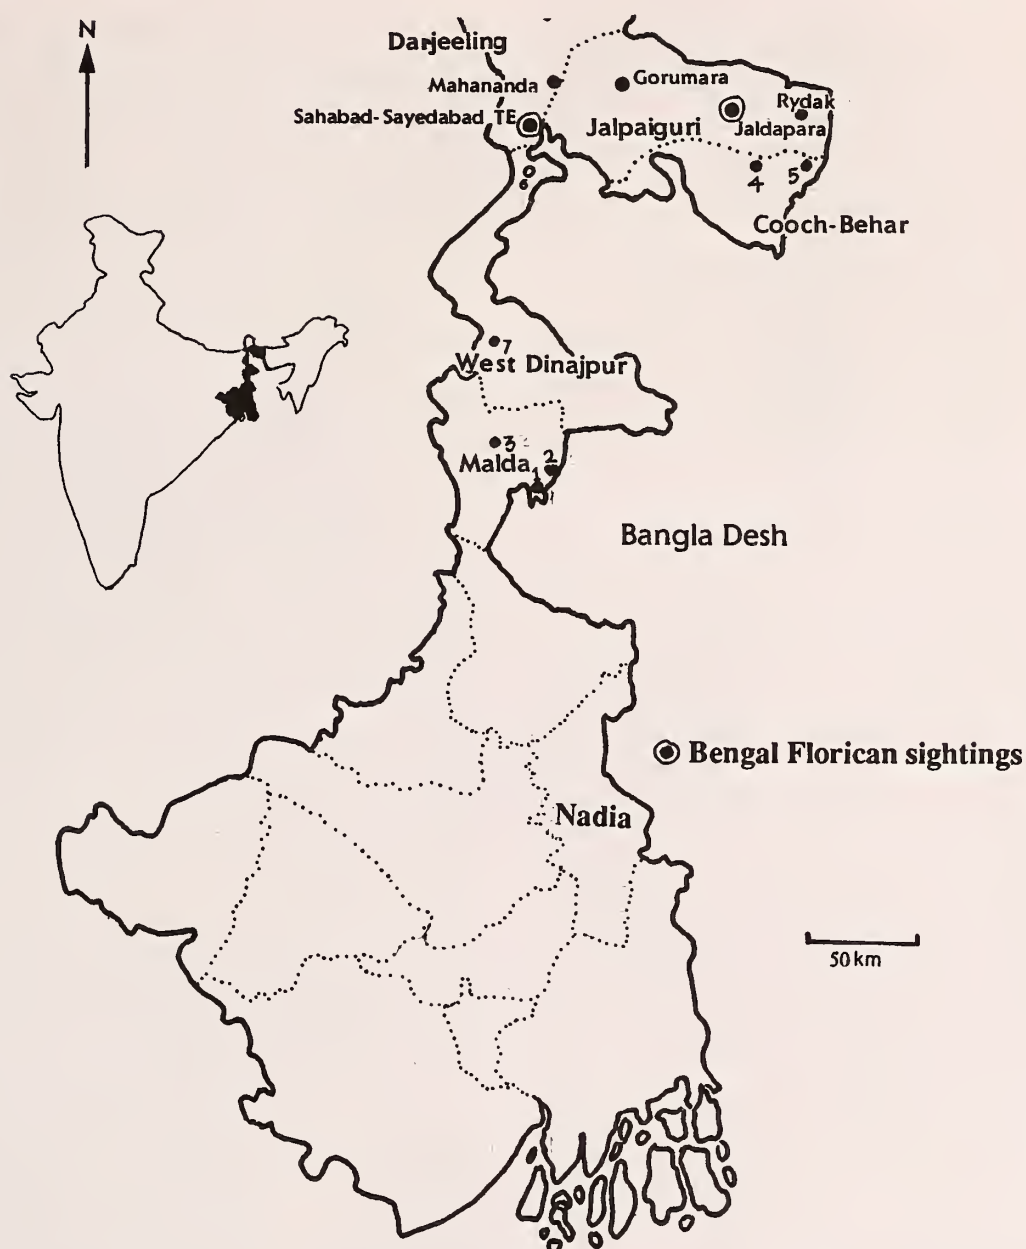 N
Darjeeling
Mahananda
Gorumara
Rydak
Sahabad-Sayedabad TE
Jalpaiguri
Jaldapara
6
4
5
Cooch-Behar
7
West Dinajpur
3
Malda
2
1
Bangla Desh
Bengal Florican sightings
Nadia
50 km